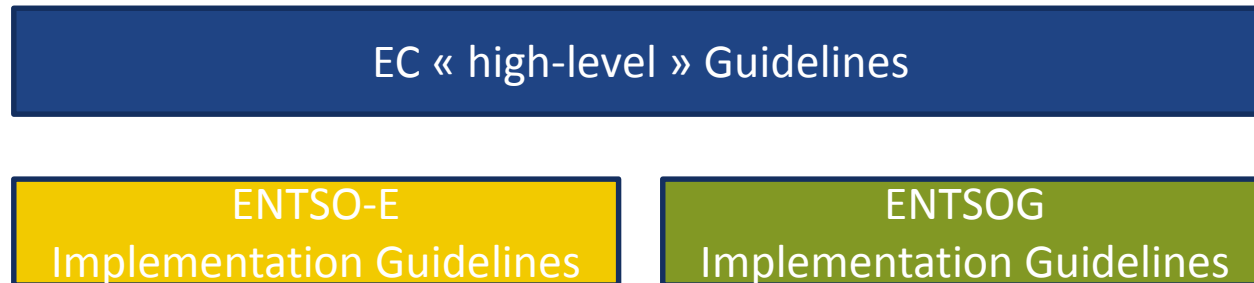 EC « high-level » Guidelines
ENTSO-E
Implementation Guidelines
ENTSOG
Implementation Guidelines